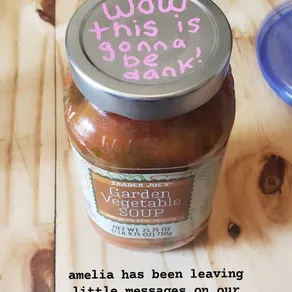 wow
this is
gonna
be
dank!
TRADER JOE'S
Garden
Vegetable
SOUP
NET WT. 25.75 OZ
(1 LB 9.75 OZ) 730g
amelia has been leaving
little messages on our